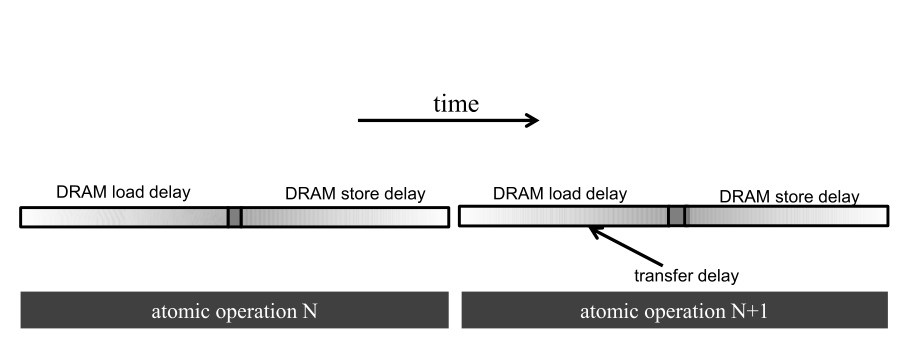 time
DRAM load delay
DRAM store delay
DRAM load delay
DRAM store delay
transfer delay
atomic operation N
atomic operation N+1